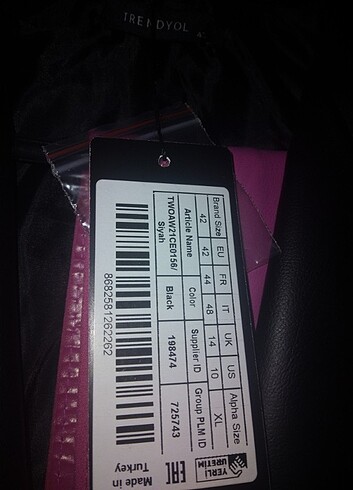 TRENDYOL
Brand Size EU FR IT UK US Alpha Size
42 42 44 48 14 10 XL
Article Name Color Supplier ID Group PLM ID
TWOAW21CE0156/ Black 198474 725743
Siyah
8682581262262
YERLİ
ÜRETİM
EAC
Made in
Turkey